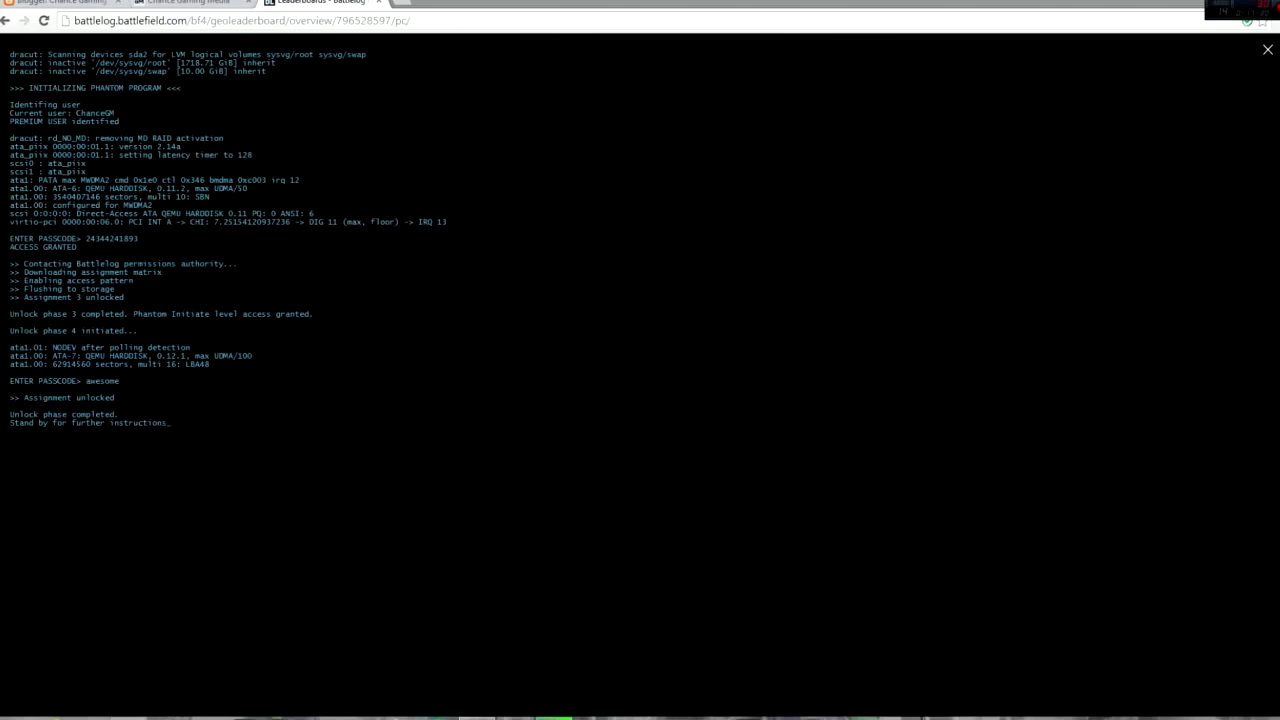 Blogger: Chance Gaming
Chance Gaming Media
Leaderboards - Battlelog
battlelog.battlefield.com/bf4/geoleaderboard/overview/796528597/pc/
dracut: Scanning devices sda2 for LVM logical volumes sysvg/root sysvg/swap
dracut: inactive '/dev/sysvg/root' [1718.71 GiB] inherit
dracut: inactive '/dev/sysvg/swap' [10.00 GiB] inherit
>>> INITIALIZING PHANTOM PROGRAM <<<
Identifing user
Current user: ChanceGM
PREMIUM USER identified
dracut: rd_NO_MD: removing MD RAID activation
ata_piix 0000:00:01.1: version 2.14a
ata_piix 0000:00:01.1: setting latency timer to 128
scsi0 : ata_piix
scsi1 : ata_piix
ata1: PATA max MWDMA2 cmd 0x1e0 ctl 0x346 bmdma 0xc003 irq 12
ata1.00: ATA-6: QEMU HARDDISK, 0.11.2, max UDMA/50
ata1.00: 3540407146 sectors, multi 10: SBN
ata1.00: configured for MWDMA2
scsi 0:0:0:0: Direct-Access ATA QEMU HARDDISK 0.11 PQ: 0 ANSI: 6
virtio-pci 0000:00:06.0: PCI INT A -> CHI: 7.25154120937236 -> DIG 11 (max, floor) -> IRQ 13
ENTER PASSCODE> 24344241893
ACCESS GRANTED
>> Contacting Battlelog permissions authority...
>> Downloading assignment matrix
>> Enabling access pattern
>> Flushing to storage
>> Assignment 3 unlocked
Unlock phase 3 completed. Phantom Initiate level access granted.
Unlock phase 4 initiated...
ata1.01: NODEV after polling detection
ata1.00: ATA-7: QEMU HARDDISK, 0.12.1, max UDMA/100
ata1.00: 62914560 sectors, multi 16: LBA48
ENTER PASSCODE> awesome
>> Assignment unlocked
Unlock phase completed.
Stand by for further instructions_